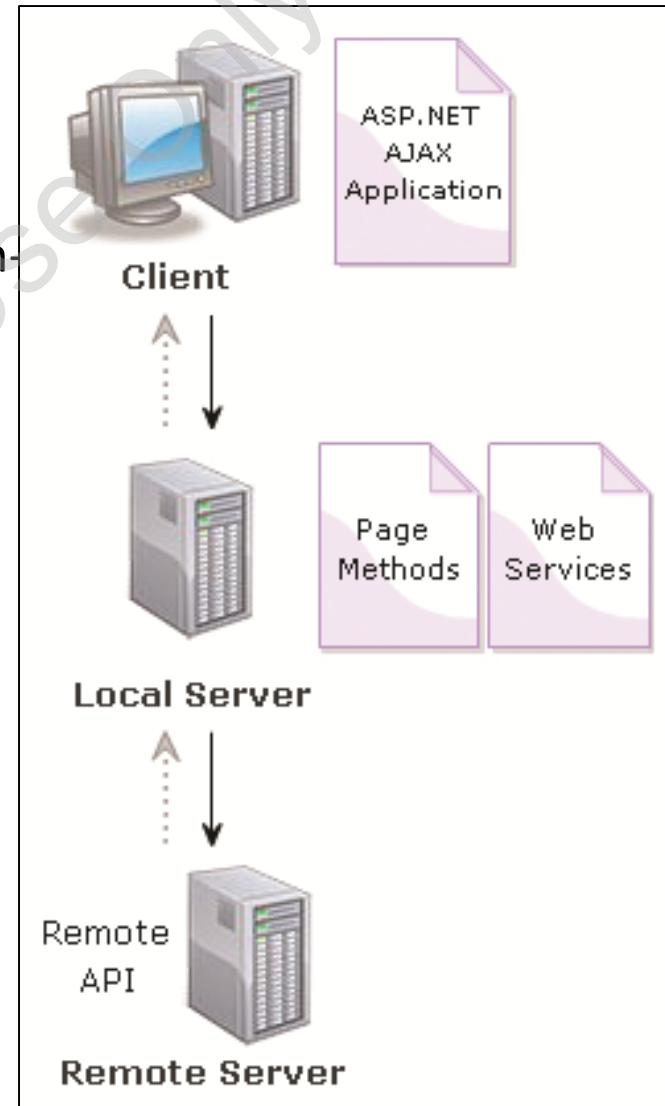 ASP.NET
AJAX
Application
Client
Page
Methods
Web
Services
Local Server
Remote
API
Remote Server